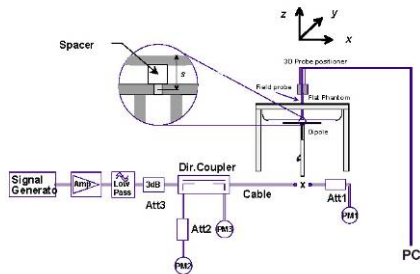 z
y
x
Spacer
s
3D Probe positioner
Field probe
Flat Phantom
Dipole
Signal
Generato
Amp
Low
Pass
3dB
Att3
Dir.Coupler
Cable
x
Att1
PM1
Att2
PM3
PM2
PC